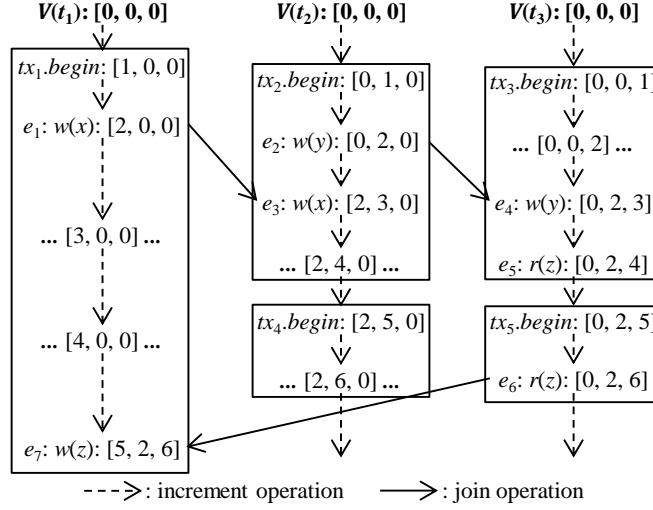 V(t₁): [0, 0, 0]
V(t₂): [0, 0, 0]
V(t₃): [0, 0, 0]
tx₁.begin: [1, 0, 0]
e₁: w(x): [2, 0, 0]
... [3, 0, 0] ...
... [4, 0, 0] ...
e₇: w(z): [5, 2, 6]
tx₂.begin: [0, 1, 0]
e₂: w(y): [0, 2, 0]
e₃: w(x): [2, 3, 0]
... [2, 4, 0] ...
tx₄.begin: [2, 5, 0]
... [2, 6, 0] ...
tx₃.begin: [0, 0, 1]
... [0, 0, 2] ...
e₄: w(y): [0, 2, 3]
e₅: r(z): [0, 2, 4]
tx₅.begin: [0, 2, 5]
e₆: r(z): [0, 2, 6]
: increment operation
: join operation